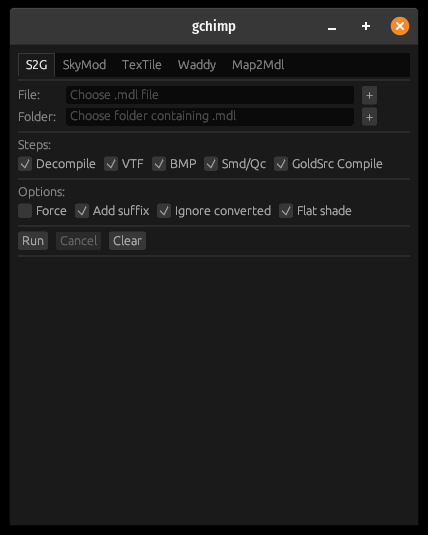 gchimp
S2G SkyMod TexTile Waddy Map2Mdl
File: Choose .mdl file +
Folder: Choose folder containing .mdl +
Steps:
Decompile VTF BMP Smd/Qc GoldSrc Compile
Options:
Force Add suffix Ignore converted Flat shade
Run Cancel Clear